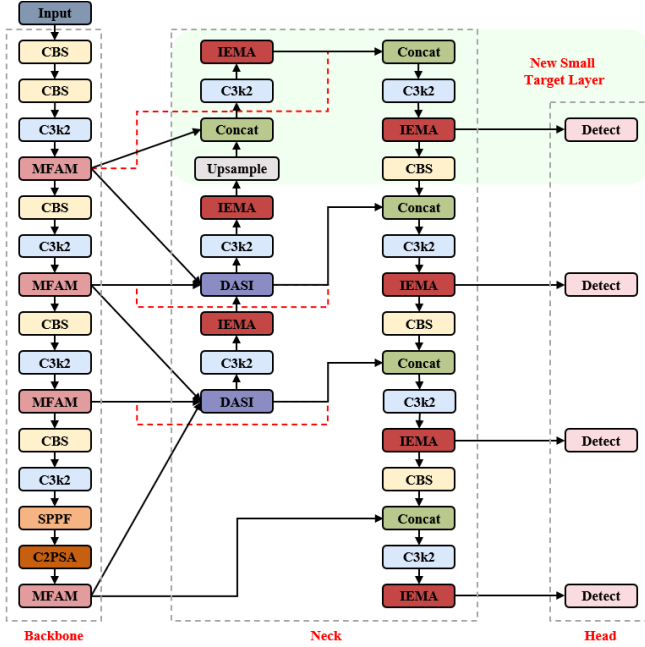 Input
CBS
CBS
C3k2
MFAM
CBS
C3k2
MFAM
CBS
C3k2
MFAM
CBS
C3k2
SPPF
C2PSA
MFAM
Backbone
IEMA
C3k2
Concat
Upsample
IEMA
C3k2
DASI
IEMA
C3k2
DASI
Concat
C3k2
IEMA
CBS
Concat
C3k2
IEMA
CBS
Concat
C3k2
IEMA
CBS
Concat
C3k2
IEMA
Neck
New Small
Target Layer
Detect
Detect
Detect
Detect
Head